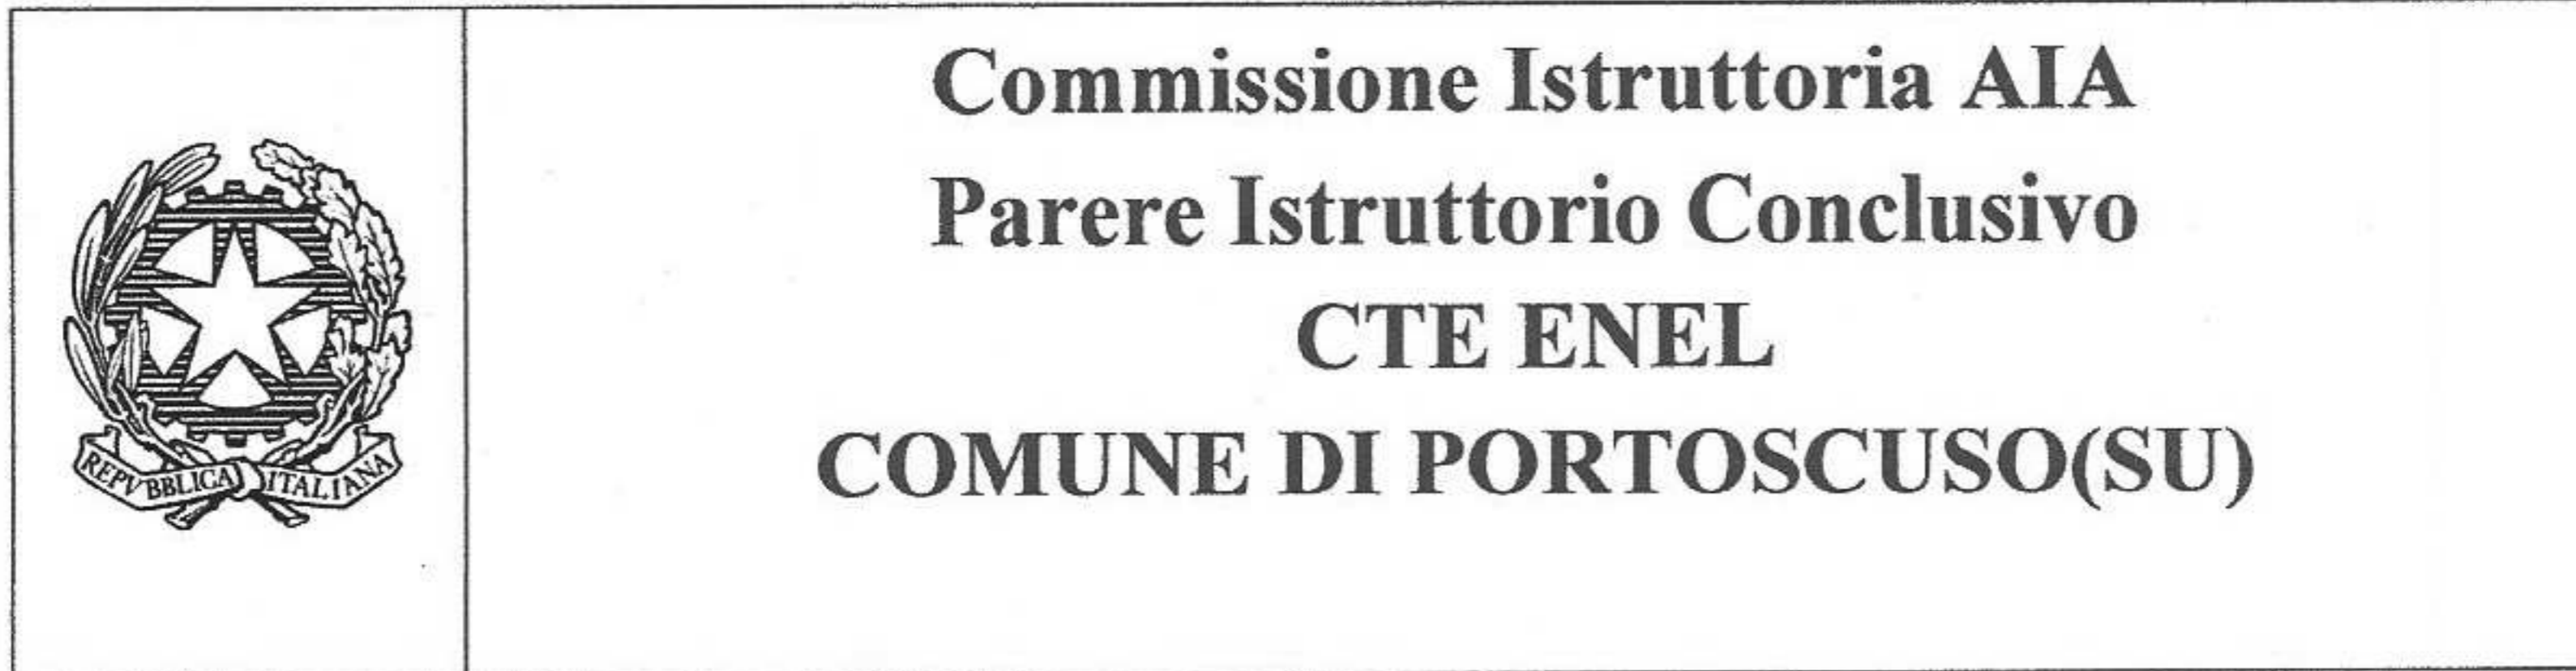 Commissione Istruttoria AIA
Parere Istruttorio Conclusivo
CTE ENEL
COMUNE DI PORTOSCUSO(SU)
REPVBBLICA ITALIANA